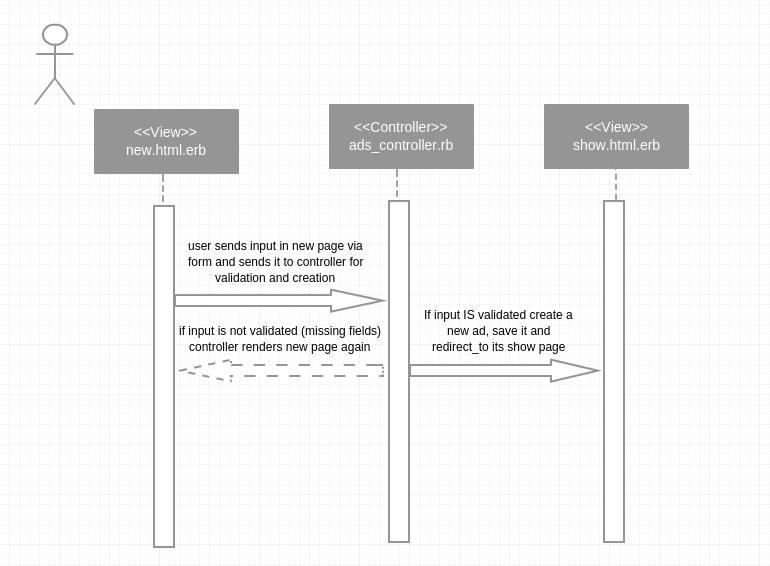 <<View>>
new.html.erb
<<Controller>>
ads_controller.rb
<<View>>
show.html.erb
user sends input in new page via
form and sends it to controller for
validation and creation
if input is not validated (missing fields)
controller renders new page again
If input IS validated create a
new ad, save it and
redirect_to its show page